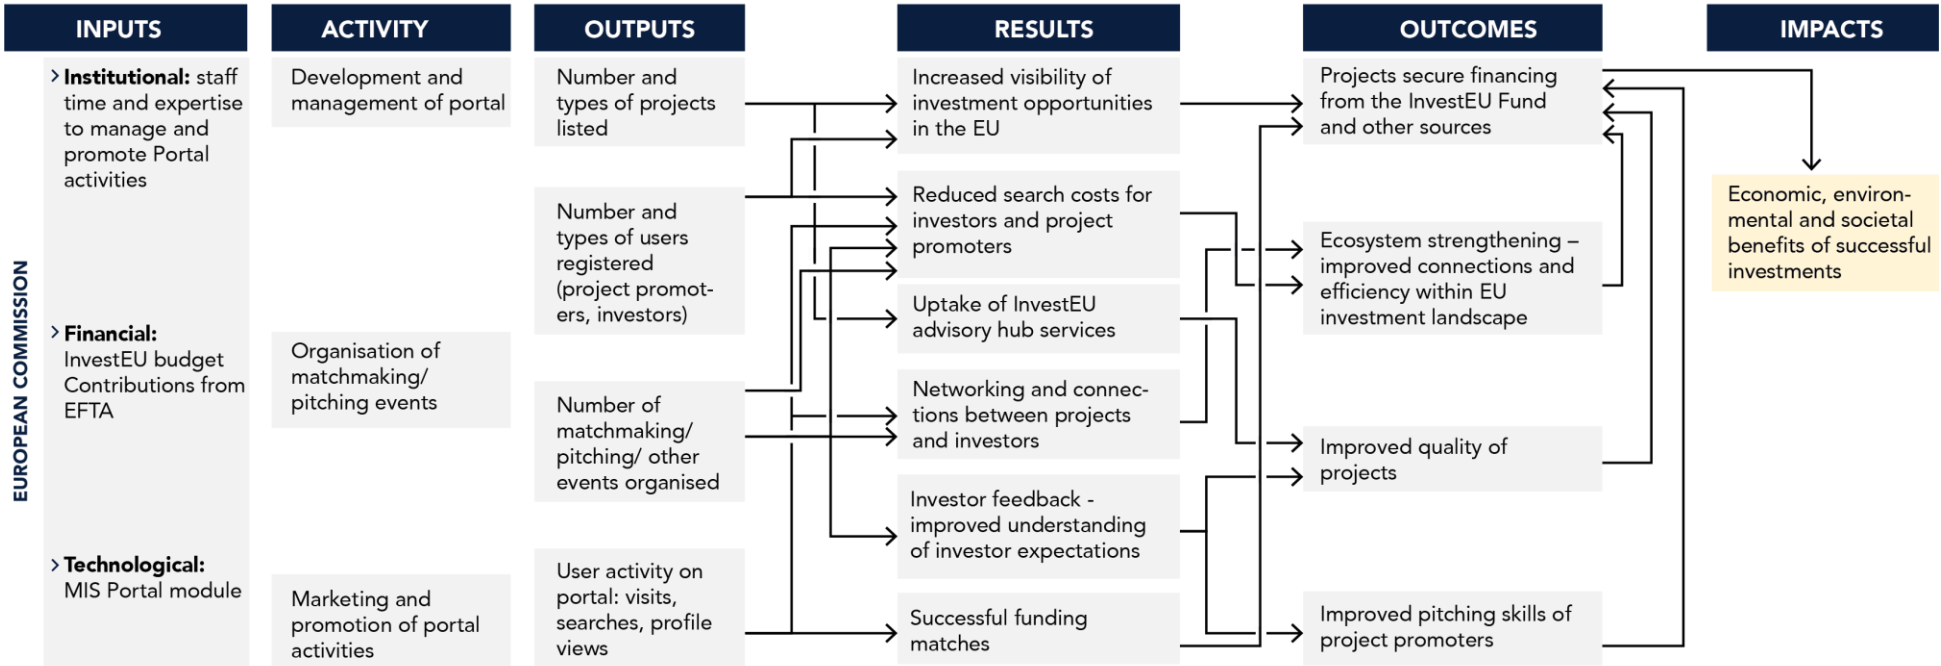 INPUTS
ACTIVITY
OUTPUTS
RESULTS
OUTCOMES
IMPACTS
EUROPEAN COMMISSION
Institutional: staff
time and expertise
to manage and
promote Portal
activities
Financial:
InvestEU budget
Contributions from
EFTA
Technological:
MIS Portal module
Development and
management of portal
Organisation of
matchmaking/
pitching events
Marketing and
promotion of portal
activities
Number and
types of projects
listed
Number and
types of users
registered
(project promot-
ers, investors)
Number of
matchmaking/
pitching/ other
events organised
User activity on
portal: visits,
searches, profile
views
Increased visibility of
investment opportunities
in the EU
Reduced search costs for
investors and project
promoters
Uptake of InvestEU
advisory hub services
Networking and connec-
tions between projects
and investors
Investor feedback -
improved understanding
of investor expectations
Successful funding
matches
Projects secure financing
from the InvestEU Fund
and other sources
Ecosystem strengthening –
improved connections and
efficiency within EU
investment landscape
Improved quality of
projects
Improved pitching skills of
project promoters
Economic, environ-
mental and societal
benefits of successful
investments